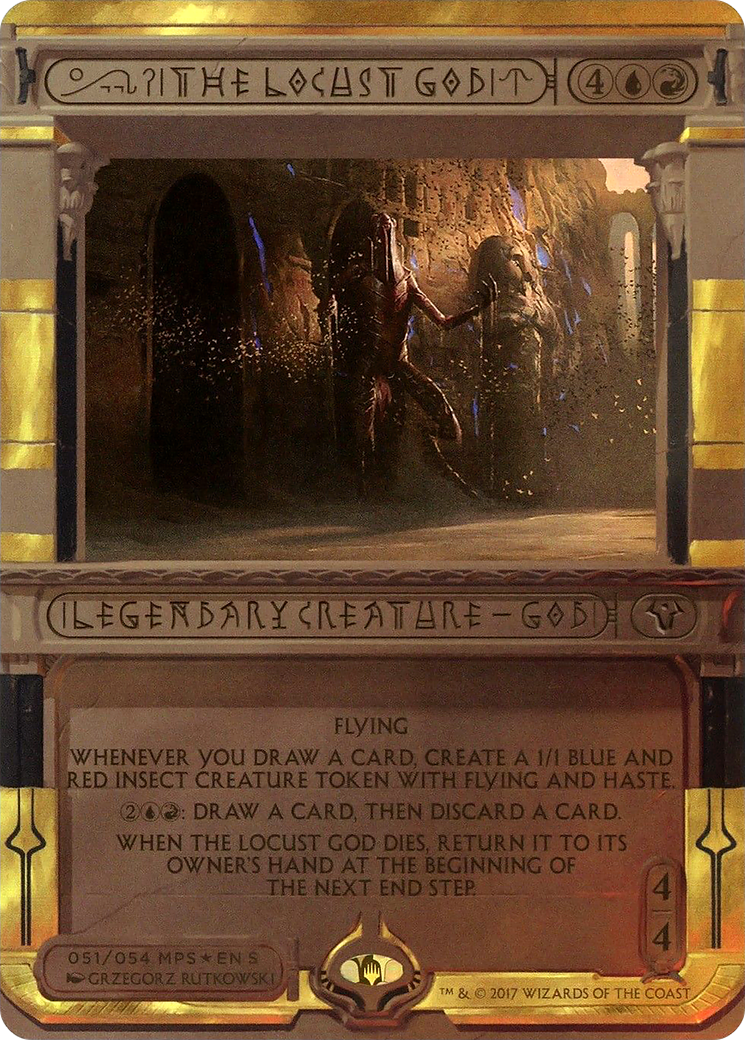 THE LOCUST GOD 4
LEGENDARY CREATURE — GOD
FLYING
WHENEVER YOU DRAW A CARD, CREATE A 1/1 BLUE AND
RED INSECT CREATURE TOKEN WITH FLYING AND HASTE.
2: DRAW A CARD, THEN DISCARD A CARD.
WHEN THE LOCUST GOD DIES, RETURN IT TO ITS
OWNER'S HAND AT THE BEGINNING OF
THE NEXT END STEP.
4
4
051/054 MPS★EN S
GRZEGORZ RUTKOWSKI
™ & © 2017 WIZARDS OF THE COAST